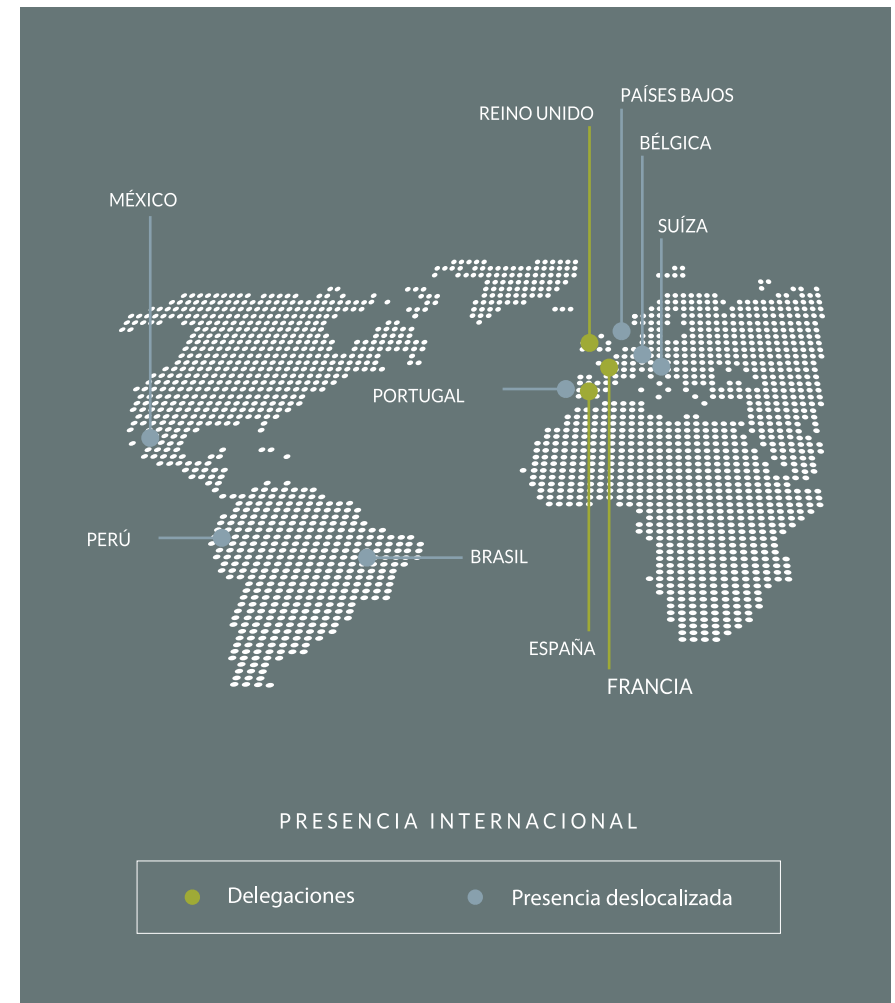 PAÍSES BAJOS
REINO UNIDO
BÉLGICA
MÉXICO
SUÍZA
PORTUGAL
PERÚ
BRASIL
ESPAÑA
FRANCIA
PRESENCIA INTERNACIONAL
Delegaciones
Presencia deslocalizada